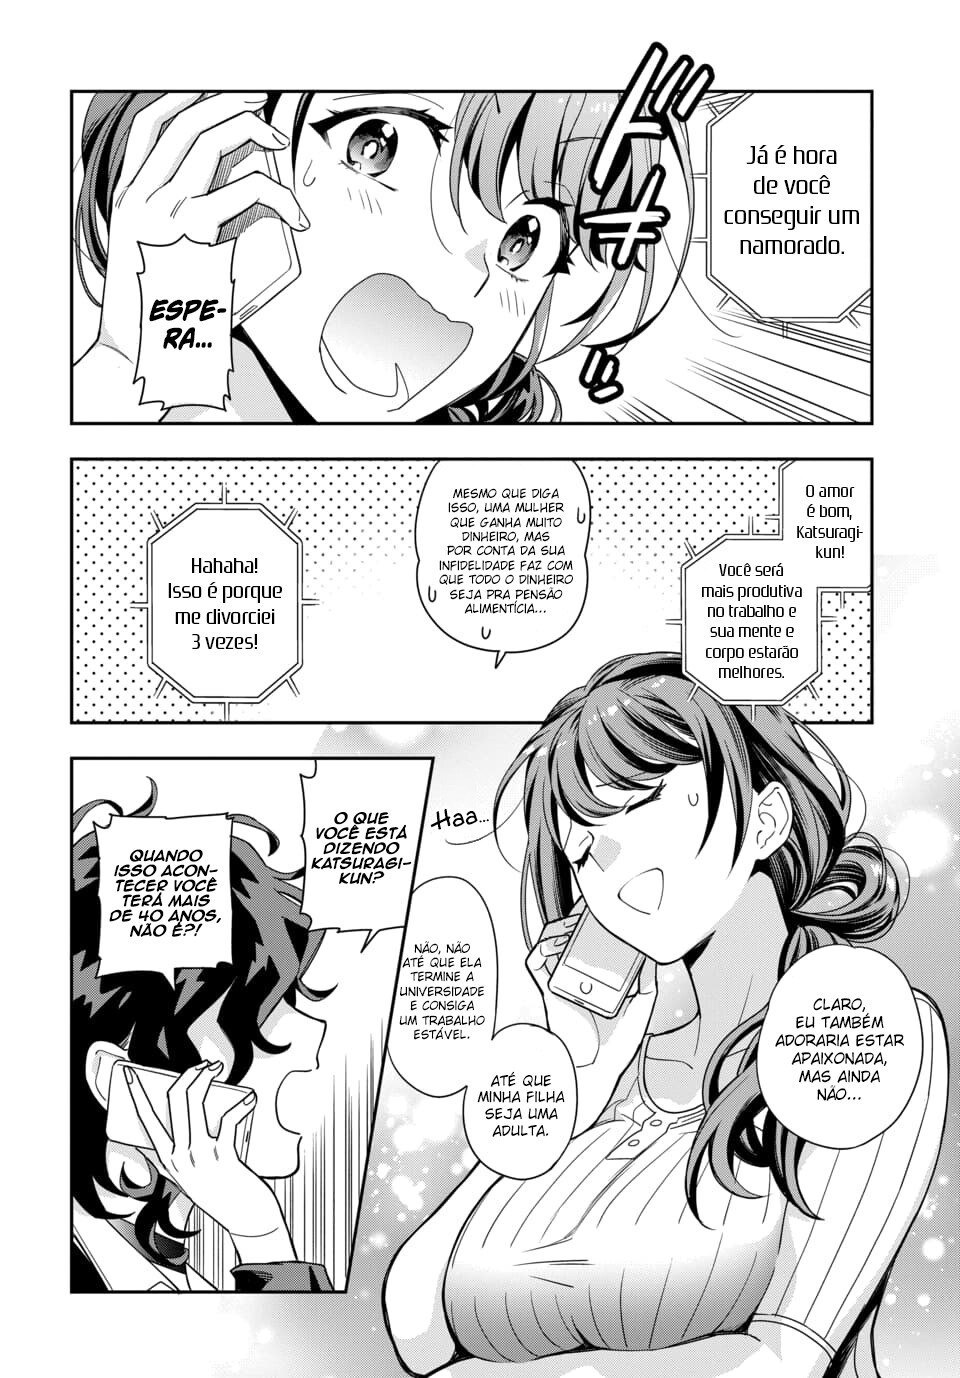 Já é hora
de você
conseguir um
namorado.
ESPE-
RA...
ドキッ
O amor
é bom,
Katsuragi-
kun!
Você será
mais produtiva
no trabalho e
sua mente e
corpo estarão
melhores.
MESMO QUE DIGA
ISSO, UMA MULHER
QUE GANHA MUITO
DINHEIRO, MAS
POR CONTA DA SUA
INFIDELIDADE FAZ COM
QUE TODO O DINHEIRO
SEJA PRA PENSÃO
ALIMENTÍCIA...
Hahaha!
Isso é porque
me divorciei
3 vezes!
CLARO,
EU TAMBÉM
ADORARIA ESTAR
APAIXONADA,
MAS AINDA
NÃO...
Haa...
ATÉ QUE
MINHA FILHA
SEJA UMA
ADULTA.
NÃO, NÃO
ATÉ QUE ELA
TERMINE A
UNIVERSIDADE
E CONSIGA
UM TRABALHO
ESTÁVEL.
O QUE
VOCÊ ESTÁ
DIZENDO
KATSURAGI-
KUN?
QUANDO
ISSO ACON-
TECER VOCÊ
TERÁ MAIS
DE 40 ANOS,
NÃO É?!